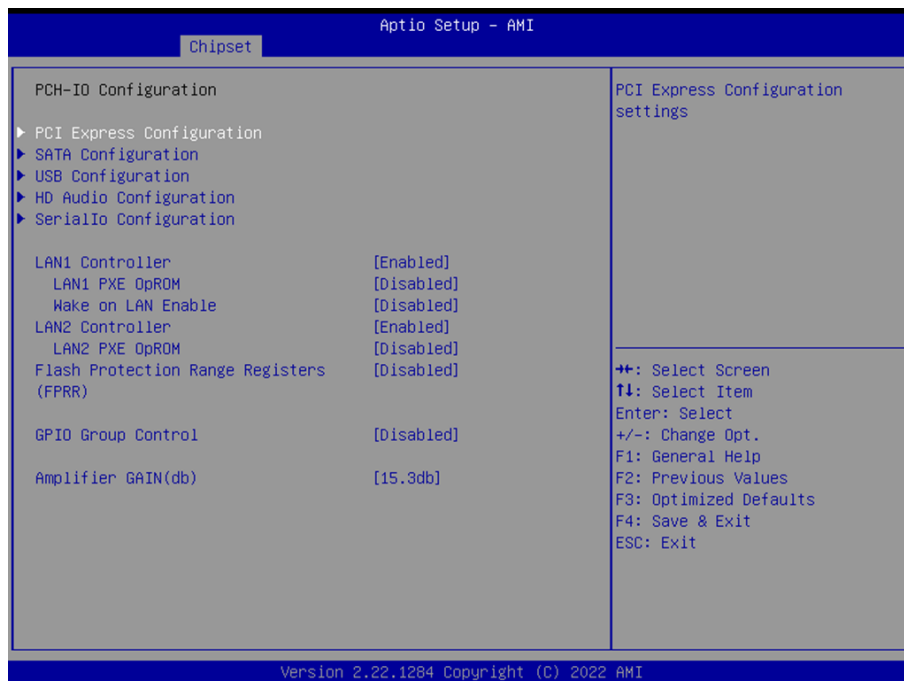 Aptio Setup – AMI
Chipset
PCH-IO Configuration
PCI Express Configuration
SATA Configuration
USB Configuration
HD Audio Configuration
SerialIo Configuration
LAN1 Controller [Enabled]
LAN1 PXE OpROM [Disabled]
Wake on LAN Enable [Disabled]
LAN2 Controller [Enabled]
LAN2 PXE OpROM [Disabled]
Flash Protection Range Registers [Disabled]
(FPRR)
GPIO Group Control [Disabled]
Amplifier GAIN(db) [15.3db]
PCI Express Configuration
settings
→←: Select Screen
↑↓: Select Item
Enter: Select
+/-: Change Opt.
F1: General Help
F2: Previous Values
F3: Optimized Defaults
F4: Save & Exit
ESC: Exit
Version 2.22.1284 Copyright (C) 2022 AMI